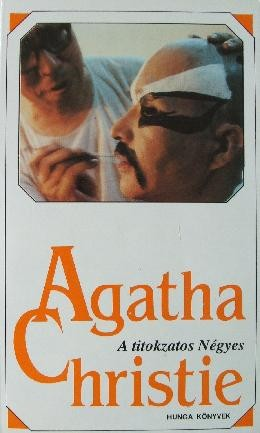 Agatha
A titokzatos Négyes
Christie
HUNGA KÖNYVEK